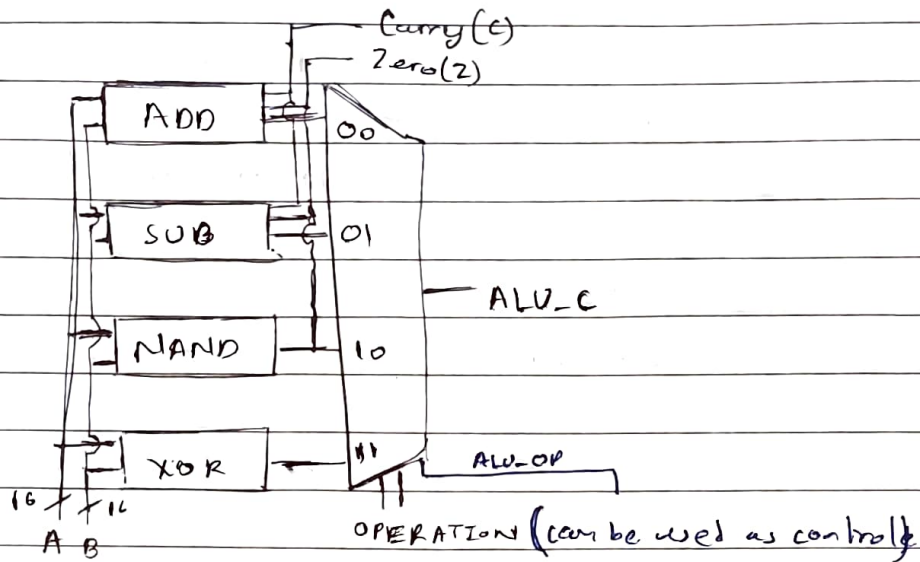 Carry(C)
Zero(Z)
ADD
00
SUB
01
ALU_C
NAND
10
XOR
11
ALU_OP
16
16
A B
OPERATION (can be used as control)